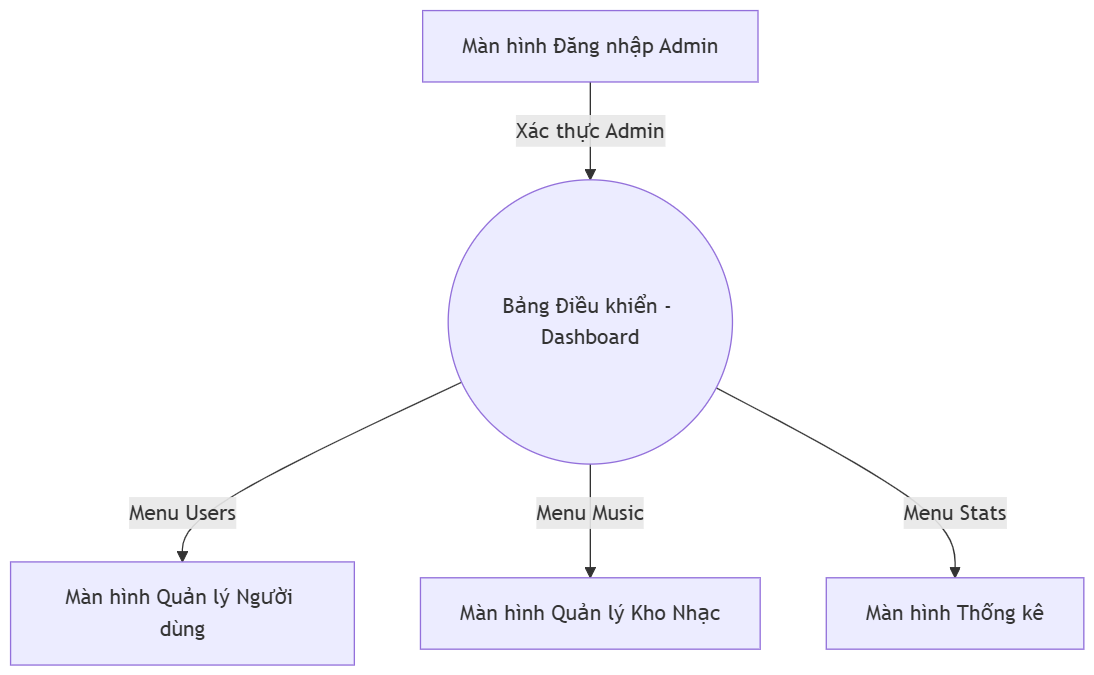 Màn hình Đăng nhập Admin
Xác thực Admin
Bảng Điều khiển -
Dashboard
Menu Users
Menu Music
Menu Stats
Màn hình Quản lý Người
dùng
Màn hình Quản lý Kho Nhạc
Màn hình Thống kê